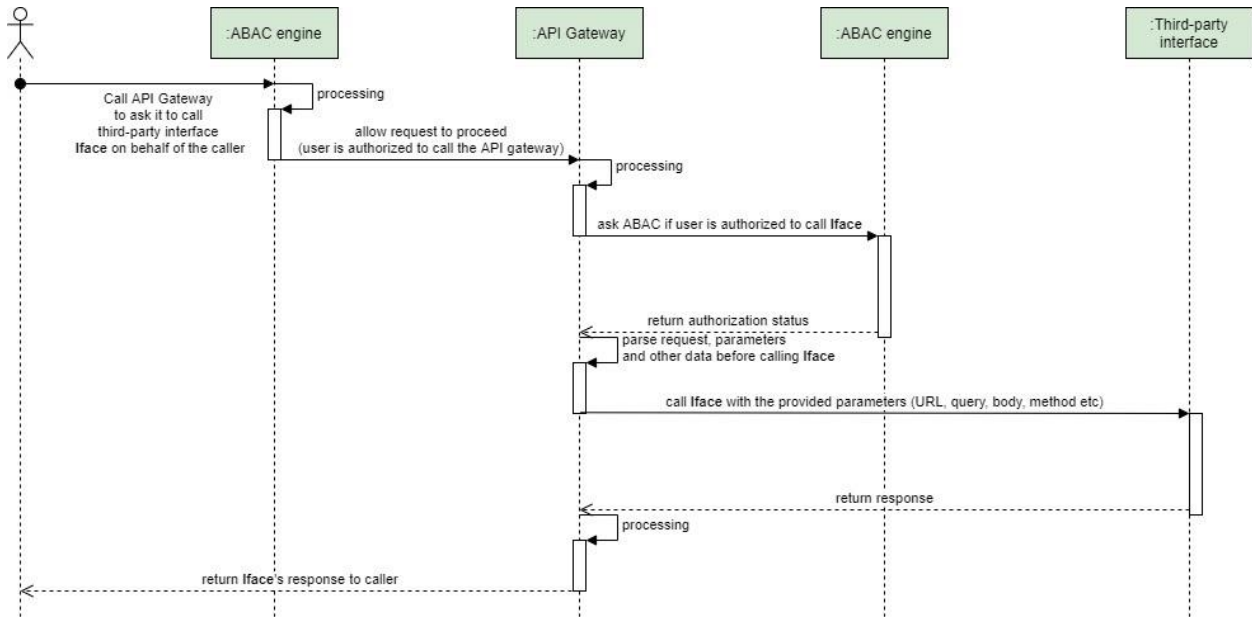 :ABAC engine
:API Gateway
:ABAC engine
:Third-party
interface
Call API Gateway
to ask it to call
third-party interface
Iface on behalf of the caller
processing
allow request to proceed
(user is authorized to call the API gateway)
processing
ask ABAC if user is authorized to call Iface
return authorization status
parse request, parameters
and other data before calling Iface
call Iface with the provided parameters (URL, query, body, method etc)
return response
processing
return Iface's response to caller